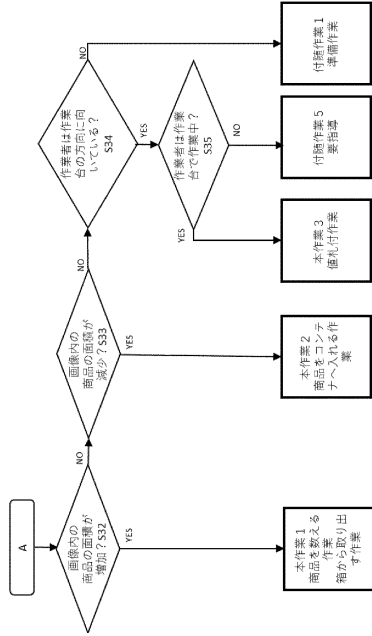 A
画像内の
商品の面積が
増加？S32
NO
YES
画像内の
商品の面積が
減少？S33
NO
YES
作業者は作業
台の方向に向
いている？
S34
NO
YES
作業者は作業
台で作業中？
S35
YES
NO
本作業1
商品を数える
作業
箱から取り出
す作業
本作業2
商品をコンテ
ナへ入れる作
業
本作業3
値札付作業
付随作業5
要指導
付随作業1
準備作業